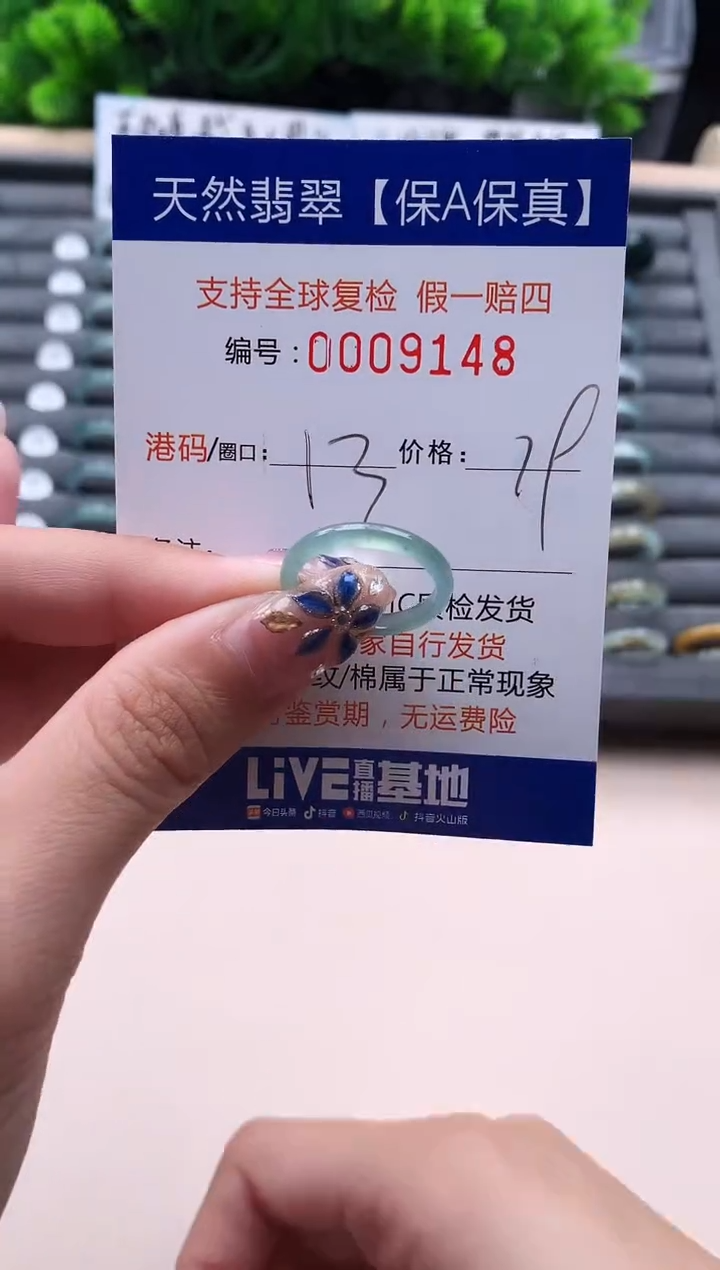 天然翡翠【保A保真】
支持全球复检 假一赔四
编号:0009148
港码/圈口: 13 价格:
质检发货
家自行发货
纹/棉属于正常现象
鉴赏期,无运费险
LiVE直播基地
今日头条 抖音 西瓜视频 抖音火山版